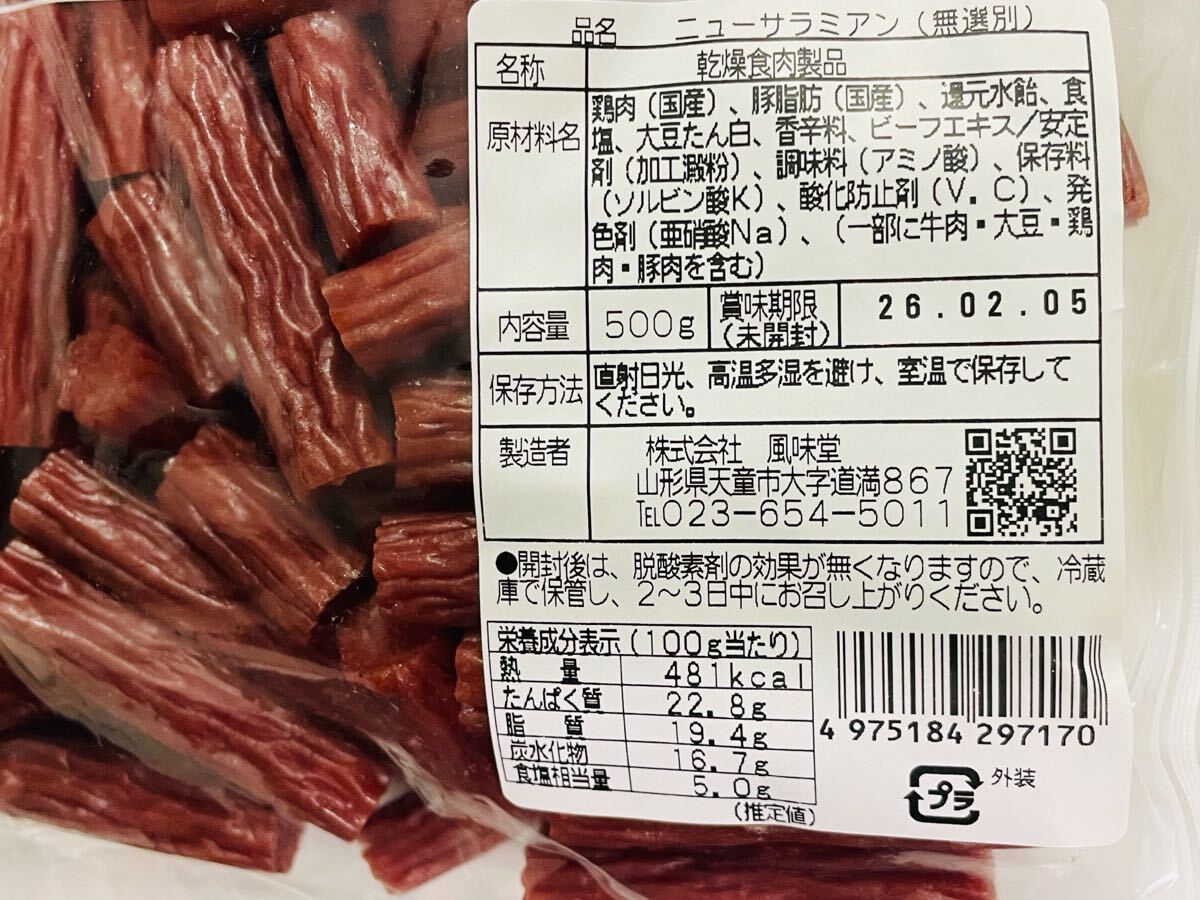 品名 ニューサラミアン（無選別）
名称 乾燥食肉製品
原材料名
鶏肉（国産）、豚脂肪（国産）、還元水飴、食
塩、大豆たん白、香辛料、ビーフエキス／安定
剤（加工澱粉）、調味料（アミノ酸）、保存料
（ソルビン酸K）、酸化防止剤（V．C）、発
色剤（亜硝酸Na）、（一部に牛肉・大豆・鶏
肉・豚肉を含む）
内容量 500g 賞味期限（未開封） 26.02.05
保存方法
直射日光、高温多湿を避け、室温で保存して
ください。
製造者 株式会社 風味堂
山形県天童市大字道満867
℡023－654－5011
●開封後は、脱酸素剤の効果が無くなりますので、冷蔵
庫で保管し、2～3日中にお召し上がりください。
栄養成分表示（100g当たり）
熱量 481kcal
たんぱく質 22.8g
脂質 19.4g
炭水化物 16.7g
食塩相当量 5.0g
（推定値）
4 975184 297170
プラ 外装